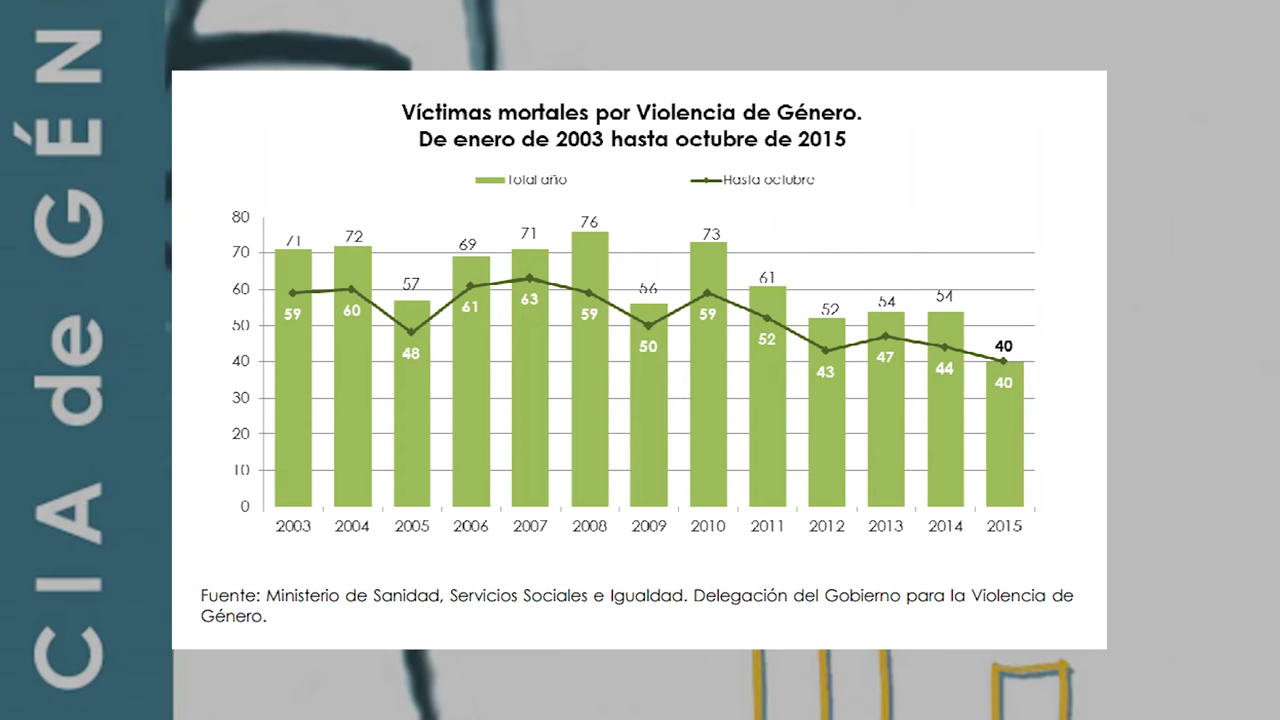 CIA de GÉN
Víctimas mortales por Violencia de Género.
De enero de 2003 hasta octubre de 2015
Total año Hasta octubre
80
70
60
50
40
30
20
10
0
71 72 57 69 71 76 56 73 61 52 54 54 40
59 60 48 61 63 59 50 59 52 43 47 44 40
2003 2004 2005 2006 2007 2008 2009 2010 2011 2012 2013 2014 2015
Fuente: Ministerio de Sanidad, Servicios Sociales e Igualdad. Delegación del Gobierno para la Violencia de
Género.